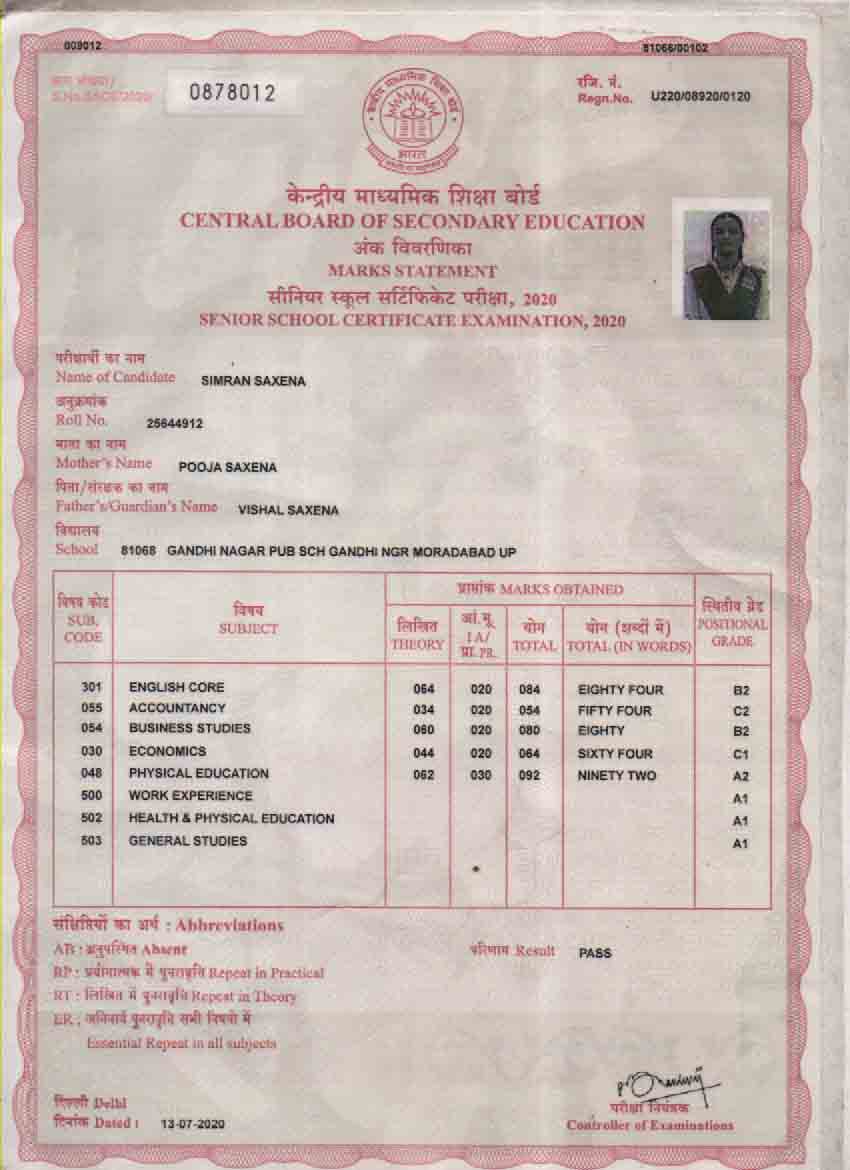 009012 81066/00102
क्रम संख्या/ रजि. नं.
S.No.SSCE/2020/ 0878012 Regn.No. U220/08920/0120
केन्द्रीय माध्यमिक शिक्षा बोर्ड
भारत
केन्द्रीय माध्यमिक शिक्षा बोर्ड
CENTRAL BOARD OF SECONDARY EDUCATION
अंक विवरणिका
MARKS STATEMENT
सीनियर स्कूल सर्टिफिकेट परीक्षा, 2020
SENIOR SCHOOL CERTIFICATE EXAMINATION, 2020
परीक्षार्थी का नाम
Name of Candidate SIMRAN SAXENA
अनुक्रमांक
Roll No. 25644912
माता का नाम
Mother's Name POOJA SAXENA
पिता/संरक्षक का नाम
Father's/Guardian's Name VISHAL SAXENA
विद्यालय
School 81068 GANDHI NAGAR PUB SCH GANDHI NGR MORADABAD UP
प्राप्तांक MARKS OBTAINED
विषय कोड SUB. CODE विषय SUBJECT लिखित THEORY आं.मू. IA/ प्रा. PR. योग TOTAL योग (शब्दों में) TOTAL (IN WORDS) स्थितीय ग्रेड POSITIONAL GRADE
301 ENGLISH CORE 064 020 084 EIGHTY FOUR B2
055 ACCOUNTANCY 034 020 054 FIFTY FOUR C2
054 BUSINESS STUDIES 060 020 080 EIGHTY B2
030 ECONOMICS 044 020 064 SIXTY FOUR C1
048 PHYSICAL EDUCATION 062 030 092 NINETY TWO A2
500 WORK EXPERIENCE A1
502 HEALTH & PHYSICAL EDUCATION A1
503 GENERAL STUDIES A1
संक्षिप्तियों का अर्थ : Abbreviations
AB : अनुपस्थित Absent परिणाम Result PASS
RP : प्रयोगात्मक में पुनरावृत्ति Repeat in Practical
RT : लिखित में पुनरावृत्ति Repeat in Theory
ER : अनिवार्य पुनरावृत्ति सभी विषयों में
Essential Repeat in all subjects
दिल्ली Delhi परीक्षा नियंत्रक
दिनांक Dated : 13-07-2020 Controller of Examinations